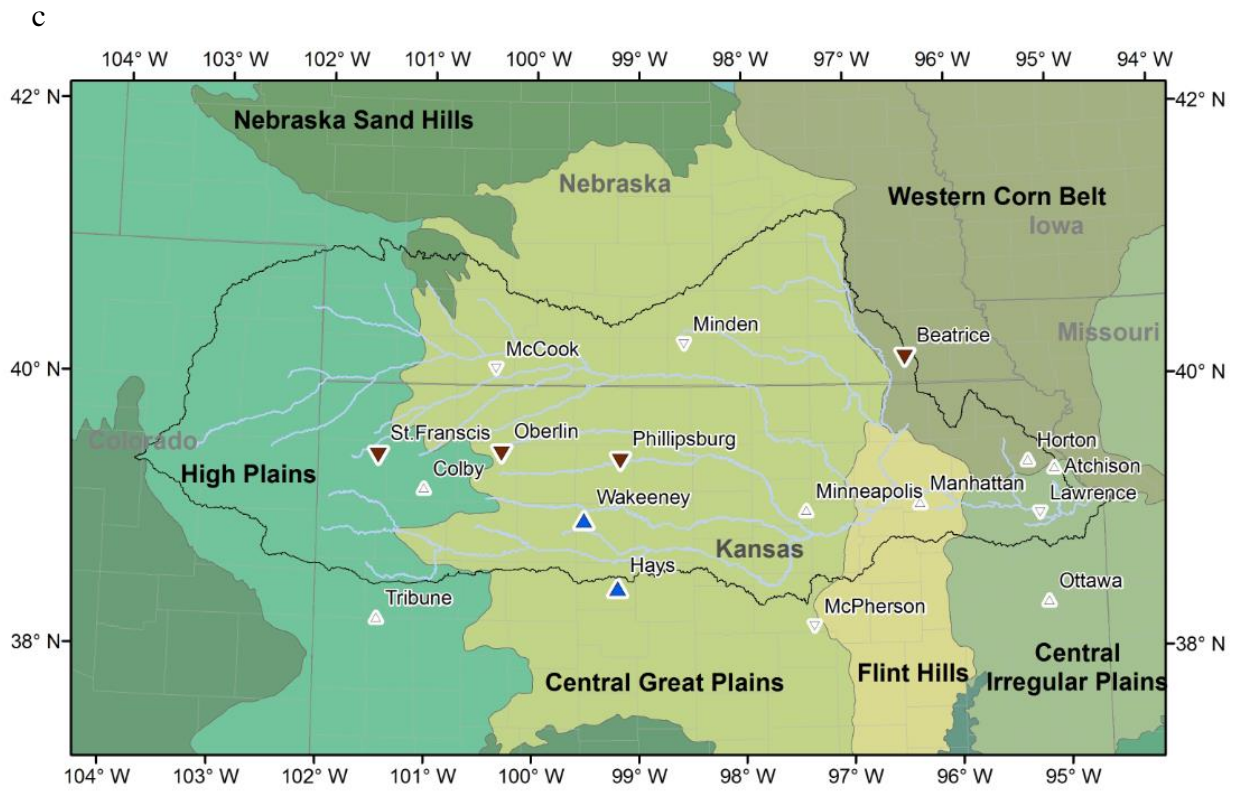 c
104° W 103° W 102° W 101° W 100° W 99° W 98° W 97° W 96° W 95° W 94° W
42° N 42° N
Nebraska Sand Hills
Nebraska
Western Corn Belt
Iowa
Minden
Missouri
Beatrice
McCook
40° N 40° N
Colorado
St.Franscis Oberlin Phillipsburg
Horton
High Plains Colby
Atchison
Manhattan
Wakeeney Minneapolis Lawrence
Kansas
Hays
Tribune
Ottawa
McPherson
38° N 38° N
Central
Irregular Plains
Flint Hills
Central Great Plains
104° W 103° W 102° W 101° W 100° W 99° W 98° W 97° W 96° W 95° W